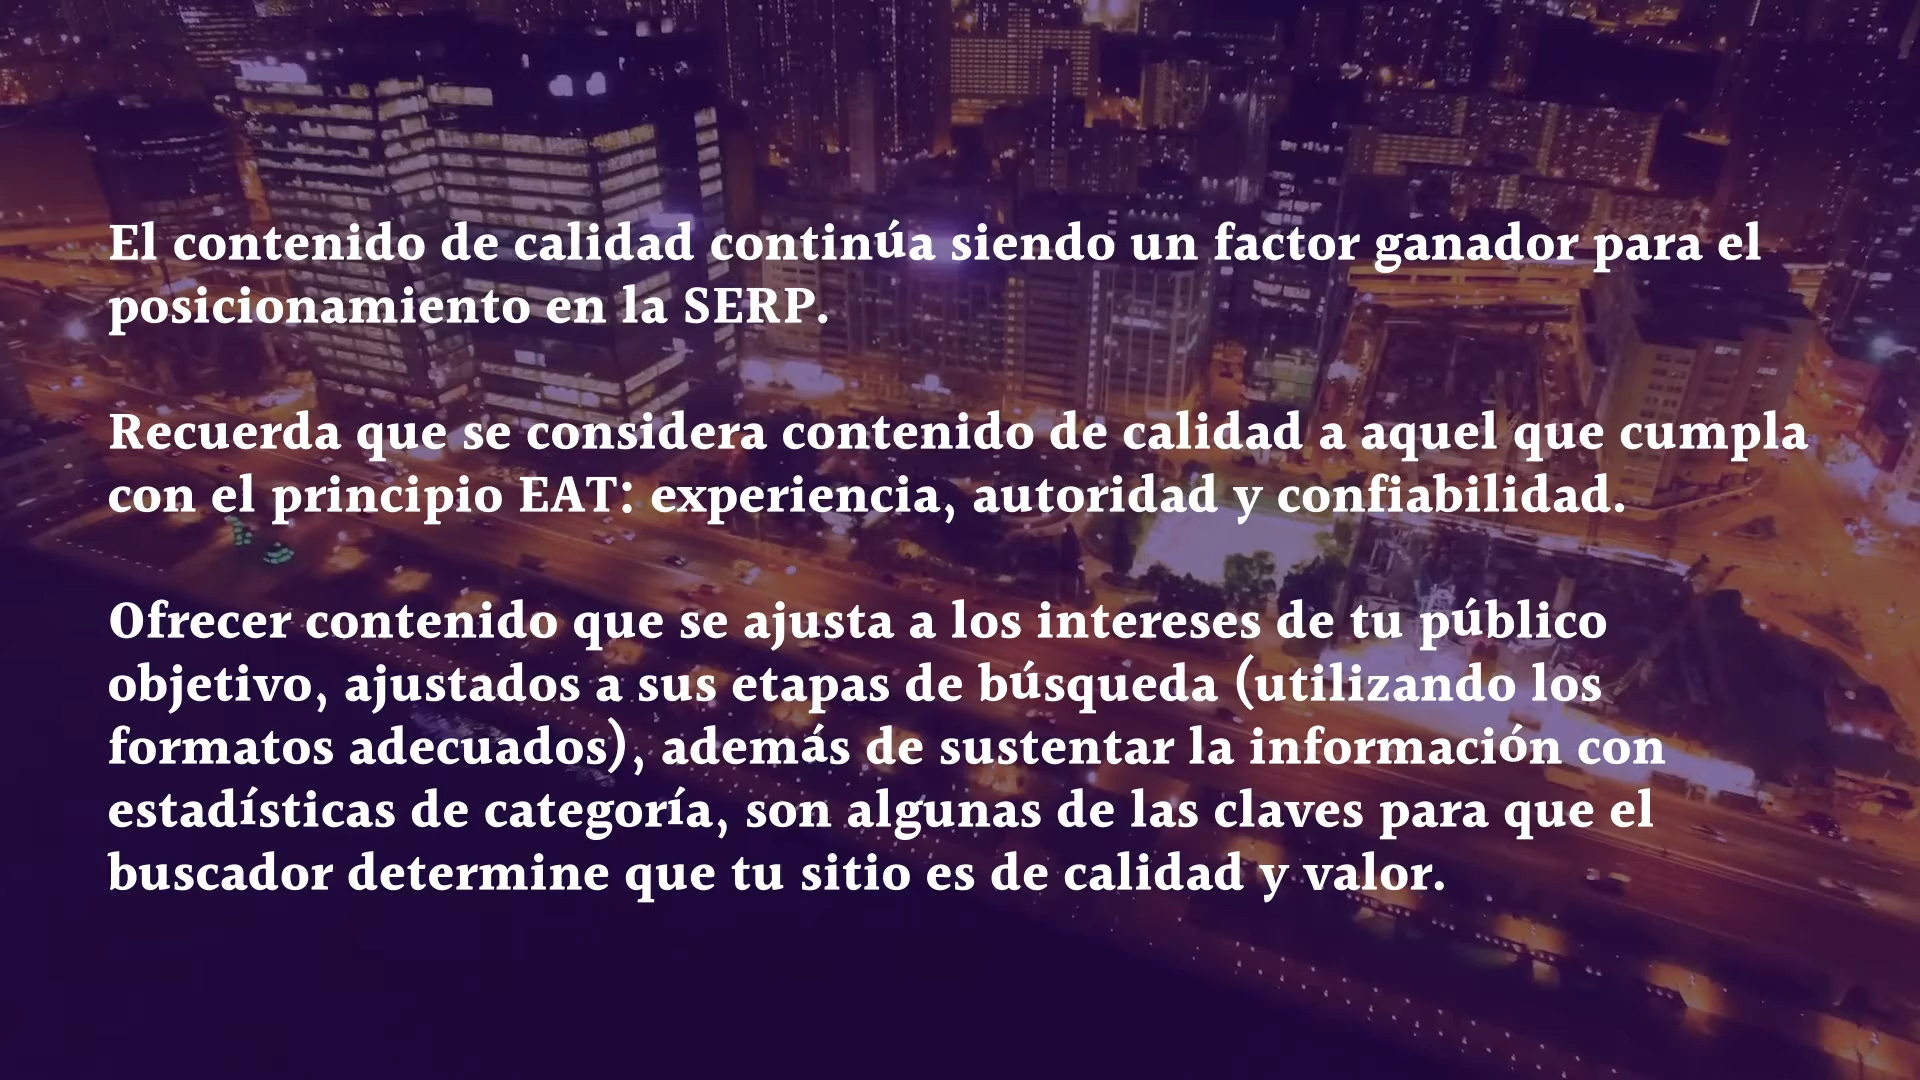 El contenido de calidad continúa siendo un factor ganador para el
posicionamiento en la SERP.
Recuerda que se considera contenido de calidad a aquel que cumpla
con el principio EAT: experiencia, autoridad y confiabilidad.
Ofrecer contenido que se ajusta a los intereses de tu público
objetivo, ajustados a sus etapas de búsqueda (utilizando los
formatos adecuados), además de sustentar la información con
estadísticas de categoría, son algunas de las claves para que el
buscador determine que tu sitio es de calidad y valor.